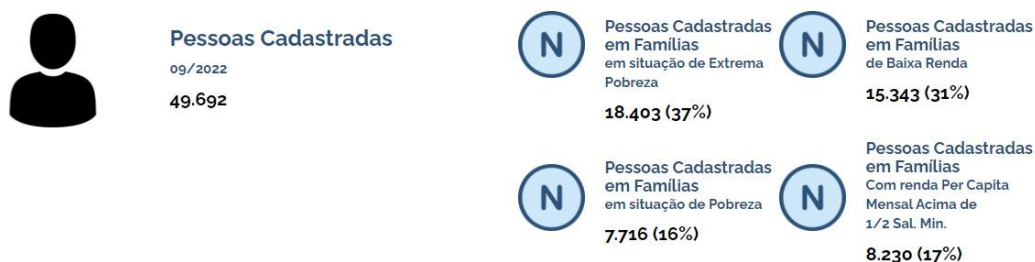 Pessoas Cadastradas
09/2022
49.692
N
Pessoas Cadastradas
em Famílias
em situação de Extrema
Pobreza
18.403 (37%)
N
Pessoas Cadastradas
em Famílias
de Baixa Renda
15.343 (31%)
N
Pessoas Cadastradas
em Famílias
em situação de Pobreza
7.716 (16%)
N
Pessoas Cadastradas
em Famílias
Com renda Per Capita
Mensal Acima de
1/2 Sal. Min.
8.230 (17%)